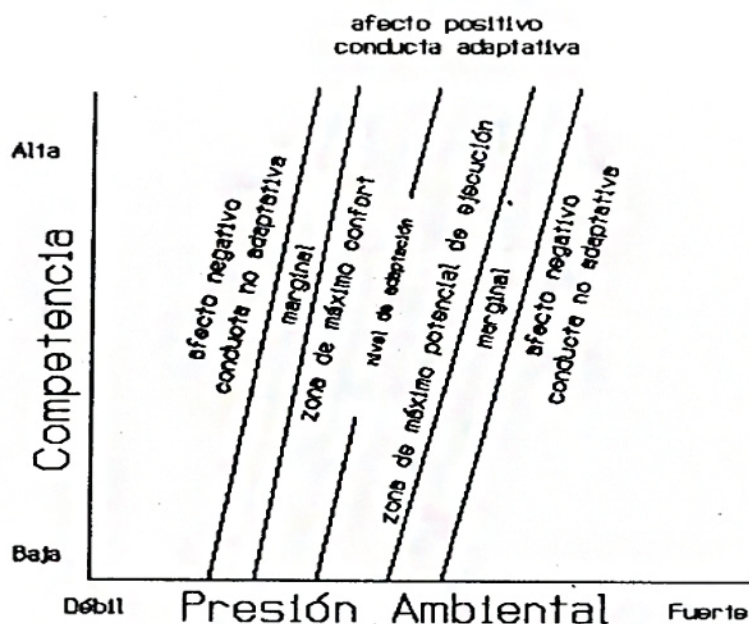 afecto positivo
conducta adaptativa
Alta
Competencia
Baja
afecto negativo
conducta no adaptativa
marginal
zona de máximo confort
Nivel de adaptación
zona de máximo potencial de ejecución
marginal
afecto negativo
conducta no adaptativa
Débil
Presión Ambiental
Fuerte